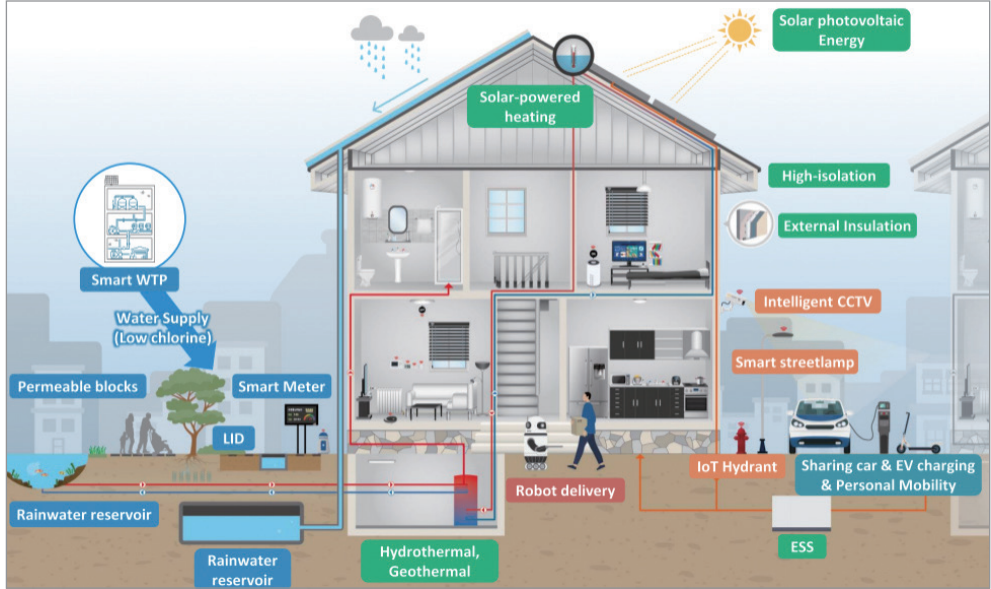 Solar photovoltaic
Energy
Solar-powered
heating
High-isolation
External Insulation
Smart WTP
Water Supply
(Low chlorine)
Intelligent CCTV
Smart streetlamp
Permeable blocks
Smart Meter
LID
IoT Hydrant
Sharing car & EV charging
& Personal Mobility
Robot delivery
Rainwater reservoir
ESS
Hydrothermal,
Geothermal
Rainwater
reservoir